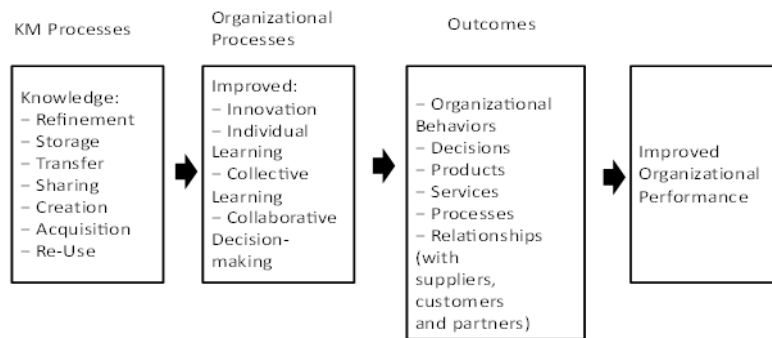 KM Processes
Organizational
Processes
Outcomes
Knowledge:
– Refinement
– Storage
– Transfer
– Sharing
– Creation
– Acquisition
– Re-Use
Improved:
– Innovation
– Individual
Learning
– Collective
Learning
– Collaborative
Decision-
making
– Organizational
Behaviors
– Decisions
– Products
– Services
– Processes
– Relationships
(with
suppliers,
customers
and partners)
Improved
Organizational
Performance